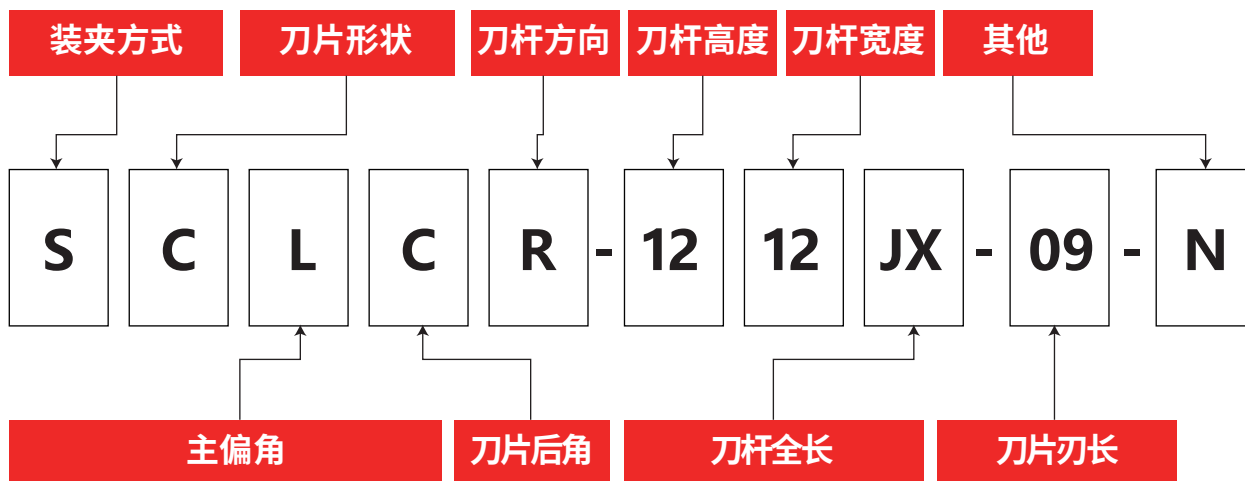 装夹方式 刀片形状 刀杆方向 刀杆高度 刀杆宽度 其他
S C L C R - 12 12 JX - 09 - N
主偏角 刀片后角 刀杆全长 刀片刃长